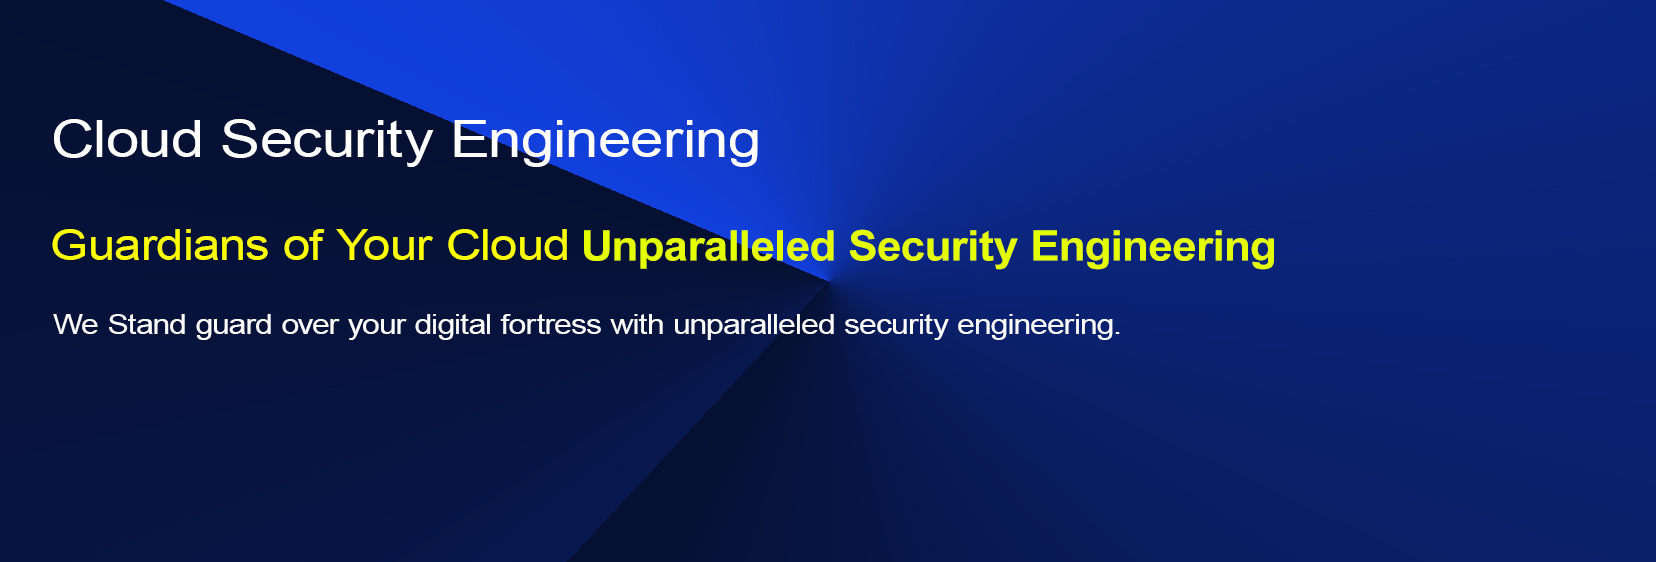 Cloud Security Engineering
Guardians of Your Cloud Unparalleled Security Engineering
We Stand guard over your digital fortress with unparalleled security engineering.